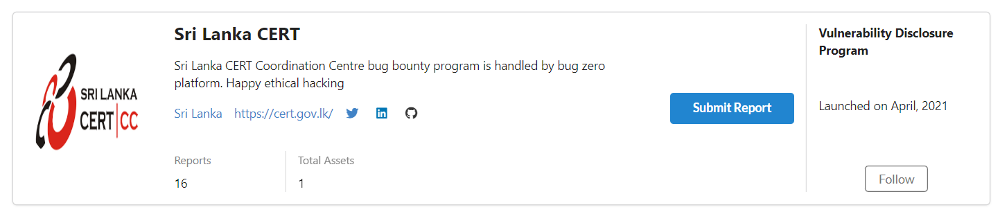 SRI LANKA
CERT|CC
Sri Lanka CERT
Sri Lanka CERT Coordination Centre bug bounty program is handled by bug zero
platform. Happy ethical hacking
Sri Lanka https://cert.gov.lk/
Reports
16
Total Assets
1
Submit Report
Vulnerability Disclosure
Program
Launched on April, 2021
Follow